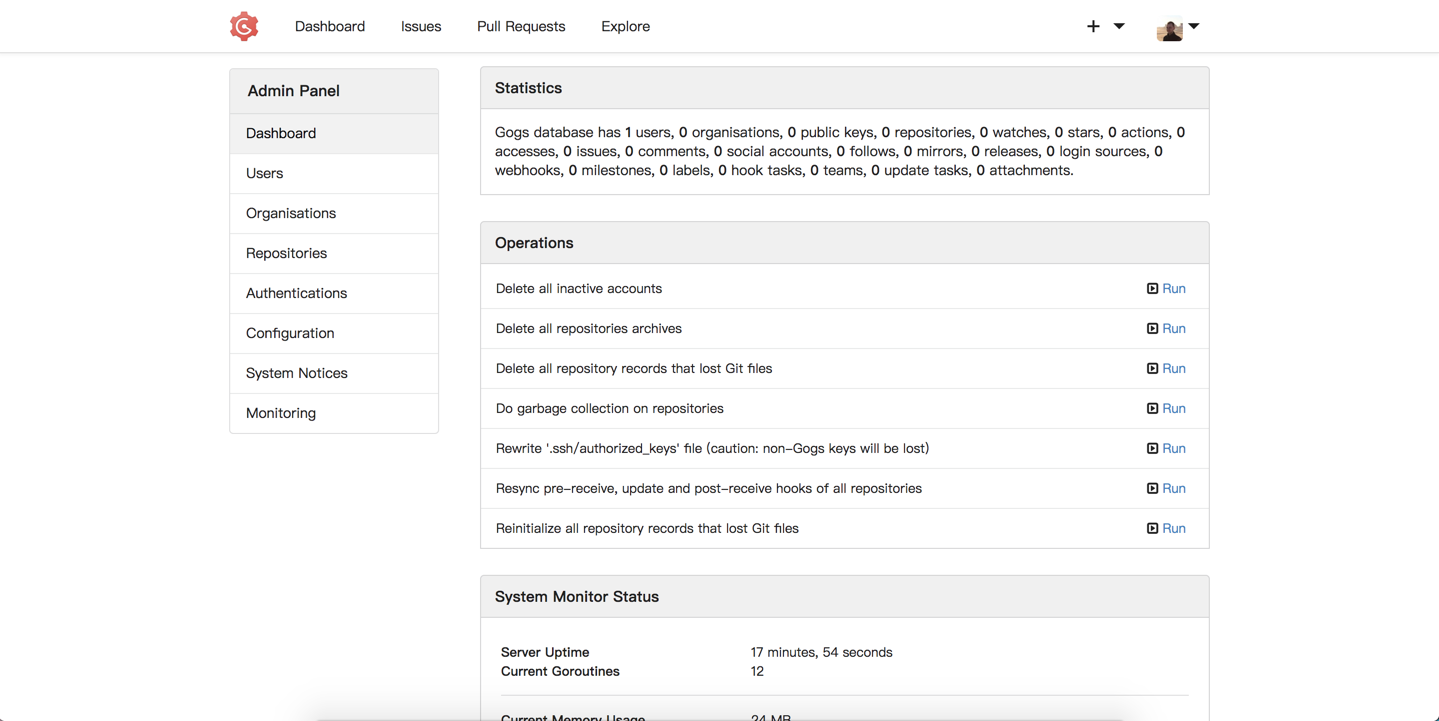 Dashboard Issues Pull Requests Explore
Admin Panel
Dashboard
Users
Organisations
Repositories
Authentications
Configuration
System Notices
Monitoring
Statistics
Gogs database has 1 users, 0 organisations, 0 public keys, 0 repositories, 0 watches, 0 stars, 0 actions, 0
accesses, 0 issues, 0 comments, 0 social accounts, 0 follows, 0 mirrors, 0 releases, 0 login sources, 0
webhooks, 0 milestones, 0 labels, 0 hook tasks, 0 teams, 0 update tasks, 0 attachments.
Operations
Delete all inactive accounts Run
Delete all repositories archives Run
Delete all repository records that lost Git files Run
Do garbage collection on repositories Run
Rewrite '.ssh/authorized_keys' file (caution: non-Gogs keys will be lost) Run
Resync pre-receive, update and post-receive hooks of all repositories Run
Reinitialize all repository records that lost Git files Run
System Monitor Status
Server Uptime 17 minutes, 54 seconds
Current Goroutines 12
Current Memory Usage 24 MB